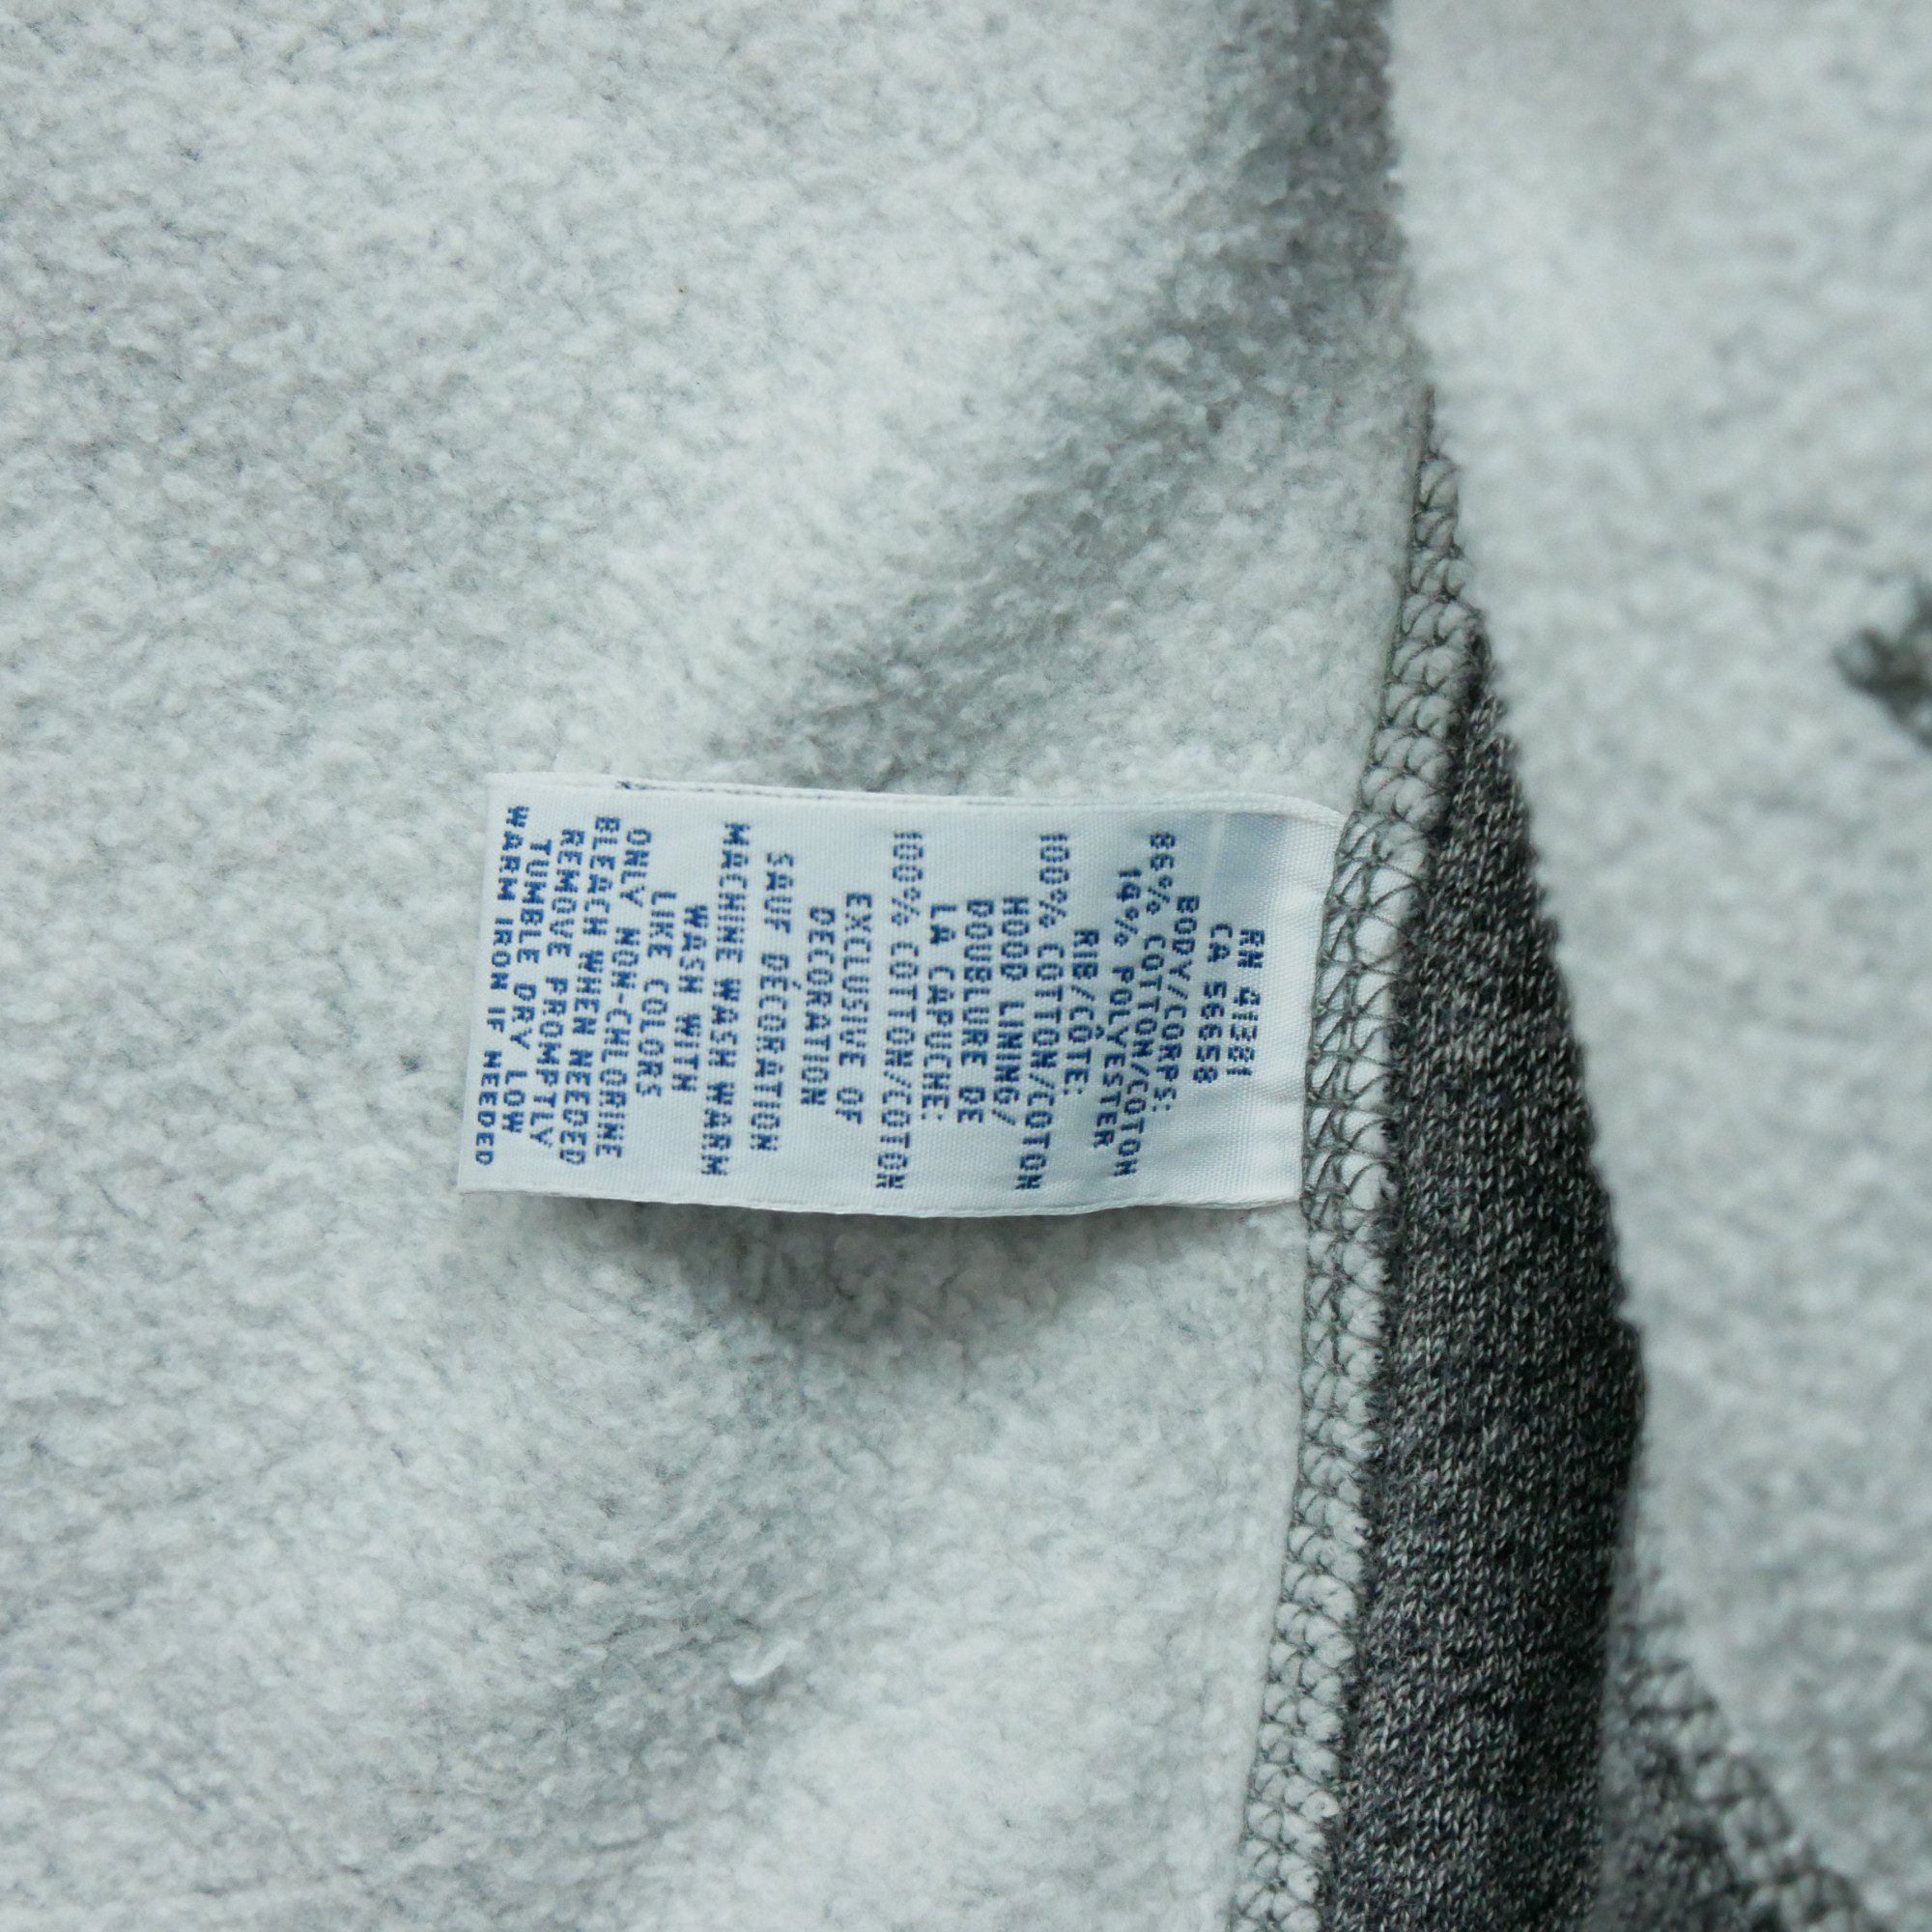 RN 41381
CA 56658
BODY/CORPS:
86% COTTON/COTON
14% POLYESTER
RIB/CÔTE:
100% COTTON/COTON
HOOD LINING/
DOUBLURE DE
LA CAPUCHE:
100% COTTON/COTON
EXCLUSIVE OF
DECORATION
SAUF DÉCORATION
MACHINE WASH WARM
WASH WITH
LIKE COLORS
ONLY NON-CHLORINE
BLEACH WHEN NEEDED
REMOVE PROMPTLY
TUMBLE DRY LOW
WARM IRON IF NEEDED